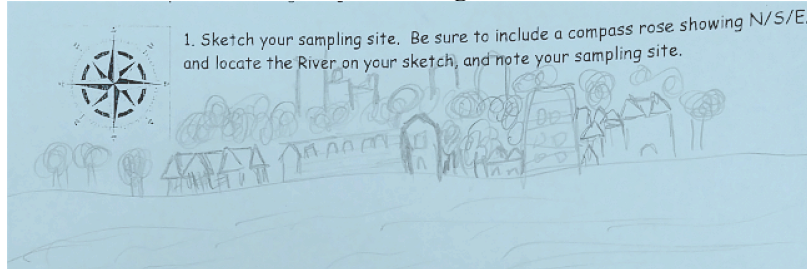 1. Sketch your sampling site. Be sure to include a compass rose showing N/S/E
and locate the River on your sketch, and note your sampling site.